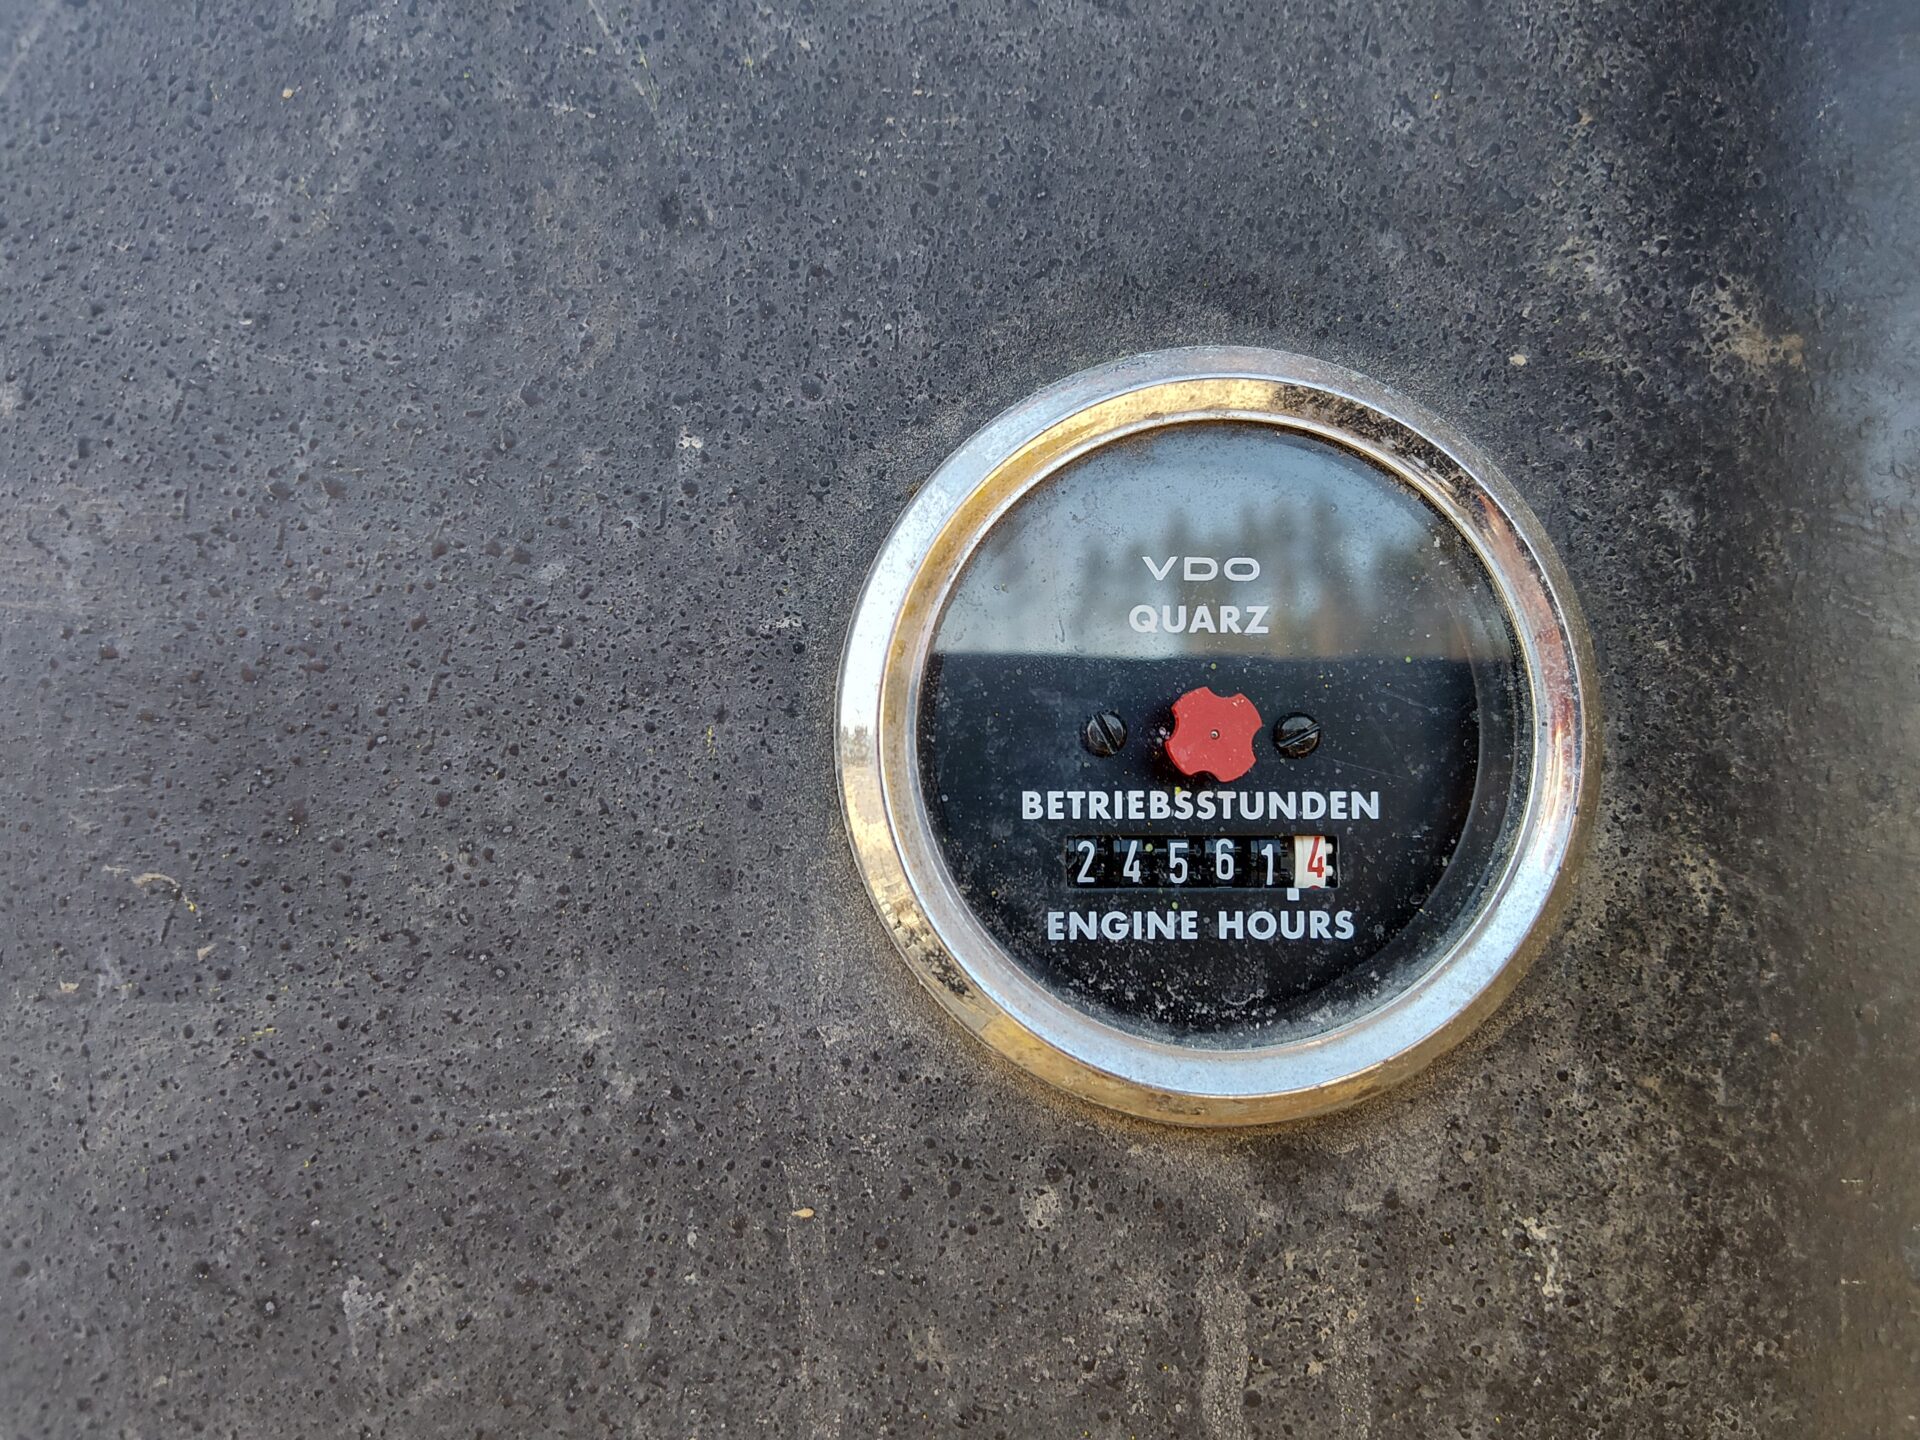 VDO
QUARZ
BETRIEBSSTUNDEN
245614
ENGINE HOURS